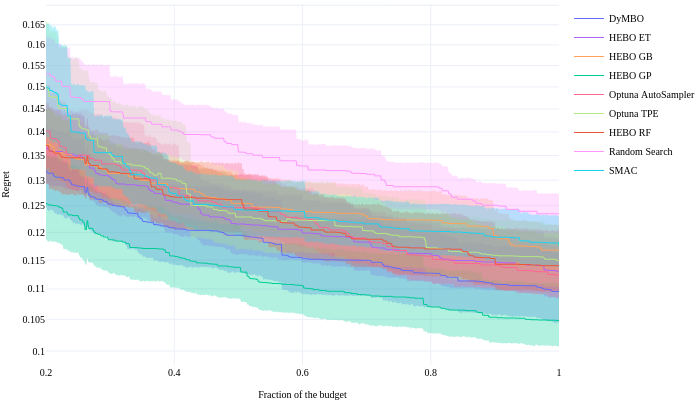 0.165
0.16
0.155
0.15
0.145
0.14
0.135
0.13
0.125
0.12
0.115
0.11
0.105
0.1
Regret
0.2
0.4
0.6
0.8
1
Fraction of the budget
DyMBO
HEBO ET
HEBO GB
HEBO GP
Optuna AutoSampler
Optuna TPE
HEBO RF
Random Search
SMAC